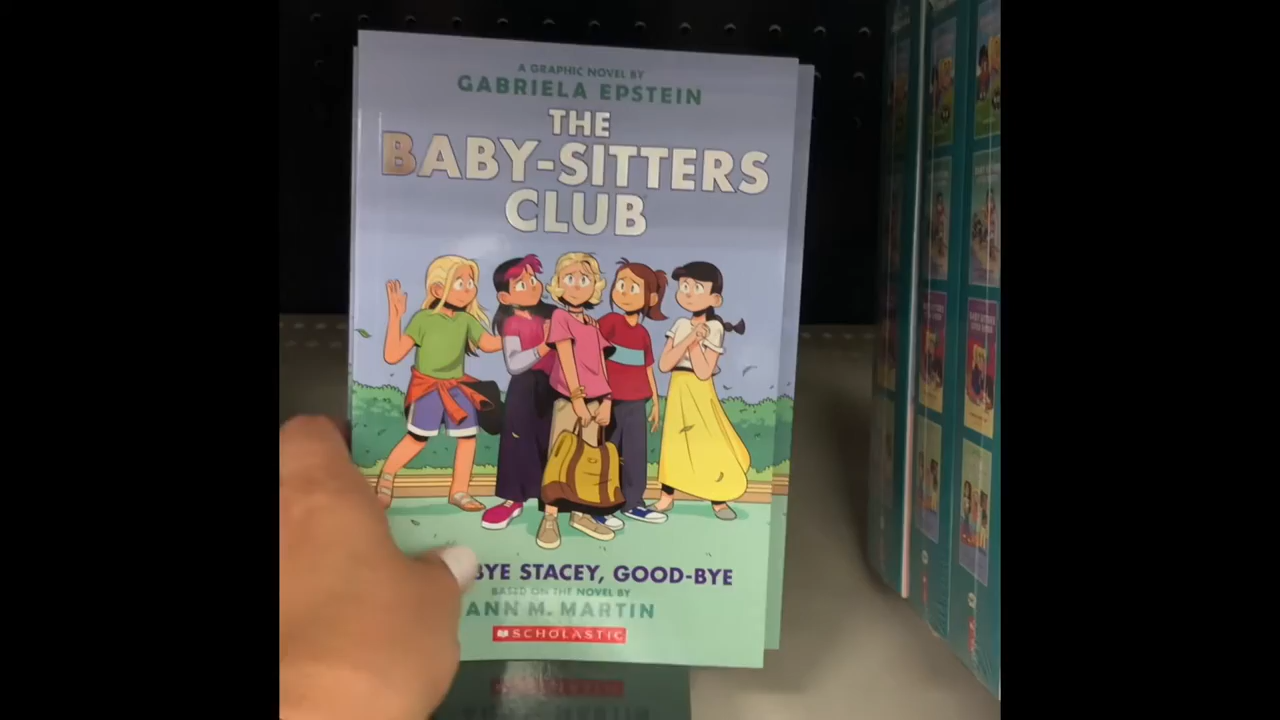 A GRAPHIC NOVEL BY
GABRIELA EPSTEIN
THE
BABY-SITTERS
CLUB
BYE STACEY, GOOD-BYE
BASED ON THE NOVEL BY
ANN M. MARTIN
SCHOLASTIC